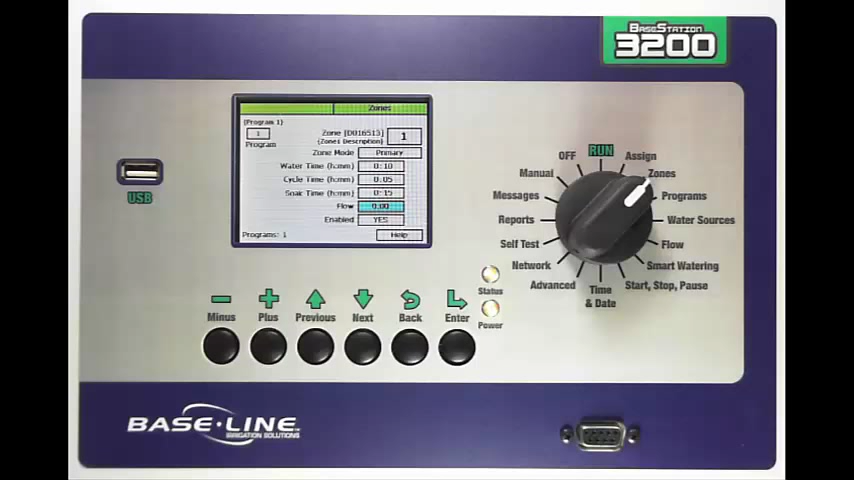 BASESTATION
3200
Zones
(Program 1)
1
Program
Zone [D016513]
(Zone1 Description)
1
Zone Mode
Primary
Water Time (h:mm)
0:10
Cycle Time (h:mm)
0:05
Soak Time (h:mm)
0:15
Flow
0.00
Enabled
YES
Programs: 1
Help
USB
RUN
OFF
Assign
Manual
Zones
Messages
Programs
Reports
Water Sources
Self Test
Flow
Network
Smart Watering
Advanced
Start, Stop, Pause
Time
& Date
Status
Power
Minus
Plus
Previous
Next
Back
Enter
BASE•LINE
IRRIGATION SOLUTIONS